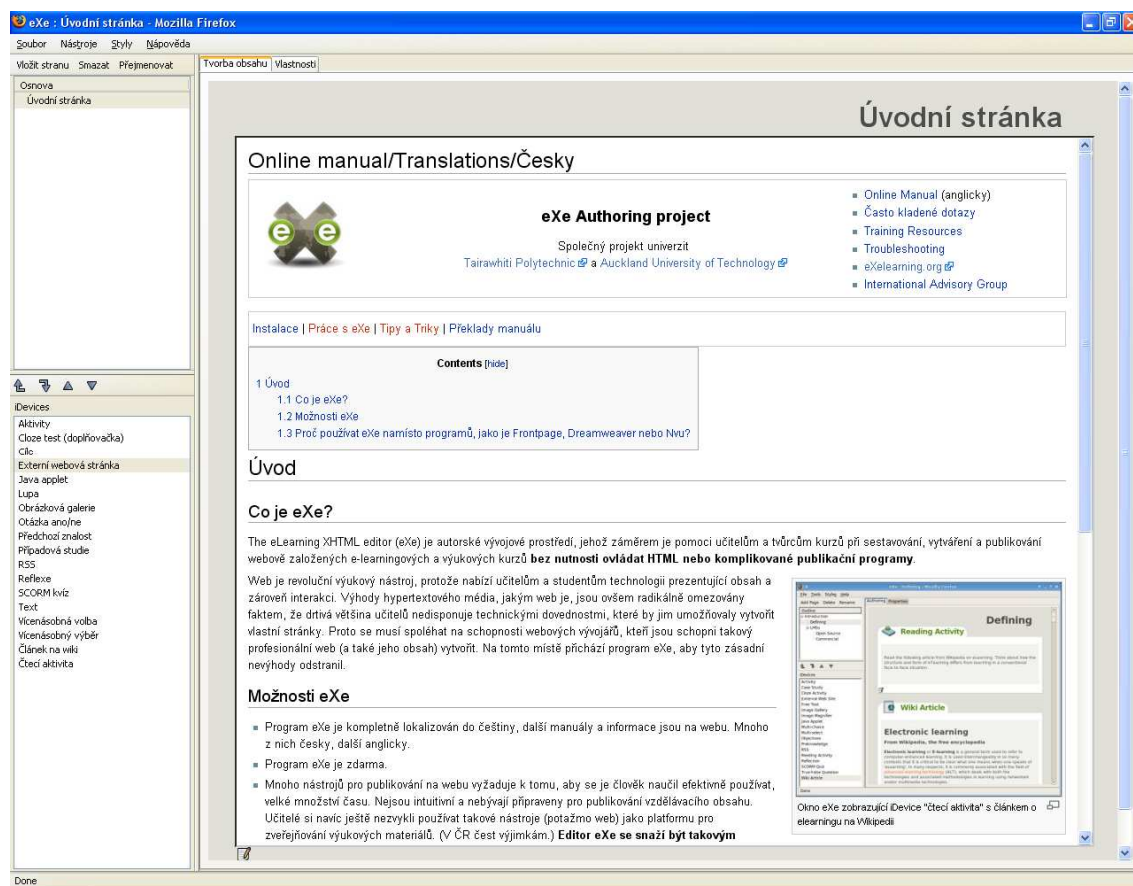 eXe : Úvodní stránka - Mozilla Firefox
Soubor Nástroje Styly Nápověda
Vložit stranu Smazat Přejmenovat
Tvorba obsahu Vlastnosti
Osnova
Úvodní stránka
Úvodní stránka
Online manual/Translations/Česky
eXe Authoring project
Společný projekt univerzit
Tairawhiti Polytechnic a Auckland University of Technology
Online Manual (anglicky)
Často kladené dotazy
Training Resources
Troubleshooting
eXelearning.org
International Advisory Group
Instalace | Práce s eXe | Tipy a Triky | Překlady manuálu
Contents [hide]
1 Úvod
1.1 Co je eXe?
1.2 Možnosti eXe
1.3 Proč používat eXe namísto programů, jako je Frontpage, Dreamweaver nebo Nvu?
iDevices
Aktivity
Cloze test (doplňovačka)
Cíle
Externí webová stránka
Java applet
Lupa
Obrázková galerie
Otázka ano/ne
Předchozí znalost
Případová studie
RSS
Reflexe
SCORM kvíz
Text
Vícenásobná volba
Vícenásobný výběr
Článek na wiki
Čtecí aktivita
Úvod
Co je eXe?
The eLearning XHTML editor (eXe) je autorské vývojové prostředí, jehož záměrem je pomoci učitelům a tvůrcům kurzů při sestavování, vytváření a publikování
webově založených e-learningových a výukových kurzů bez nutnosti ovládat HTML nebo komplikované publikační programy.
Web je revoluční výukový nástroj, protože nabízí učitelům a studentům technologii prezentující obsah a
zároveň interakci. Výhody hypertextového média, jakým web je, jsou ovšem radikálně omezovány
faktem, že drtivá většina učitelů nedisponuje technickými dovednostmi, které by jim umožňovaly vytvořit
vlastní stránky. Proto se musí spoléhat na schopnosti webových vývojářů, kteří jsou schopni takový
profesionální web (a také jeho obsah) vytvořit. Na tomto místě přichází program eXe, aby tyto zásadní
nevýhody odstranil.
Možnosti eXe
Program eXe je kompletně lokalizován do češtiny, další manuály a informace jsou na webu. Mnoho
z nich česky, další anglicky.
Program eXe je zdarma.
Mnoho nástrojů pro publikování na webu vyžaduje k tomu, aby se je člověk naučil efektivně používat,
velké množství času. Nejsou intuitivní a nebývají připraveny pro publikování vzdělávacího obsahu.
Učitelé si navíc ještě nezvykli používat takové nástroje (potažmo web) jako platformu pro
zveřejňování výukových materiálů. (V ČR čest výjimkám.) Editor eXe se snaží být takovým
Defining
Reading Activity
Wiki Article
Electronic learning
From Wikipedia, the free encyclopedia
Okno eXe zobrazující iDevice "čtecí aktivita" s článkem o
elearningu na Wikipedii
Done